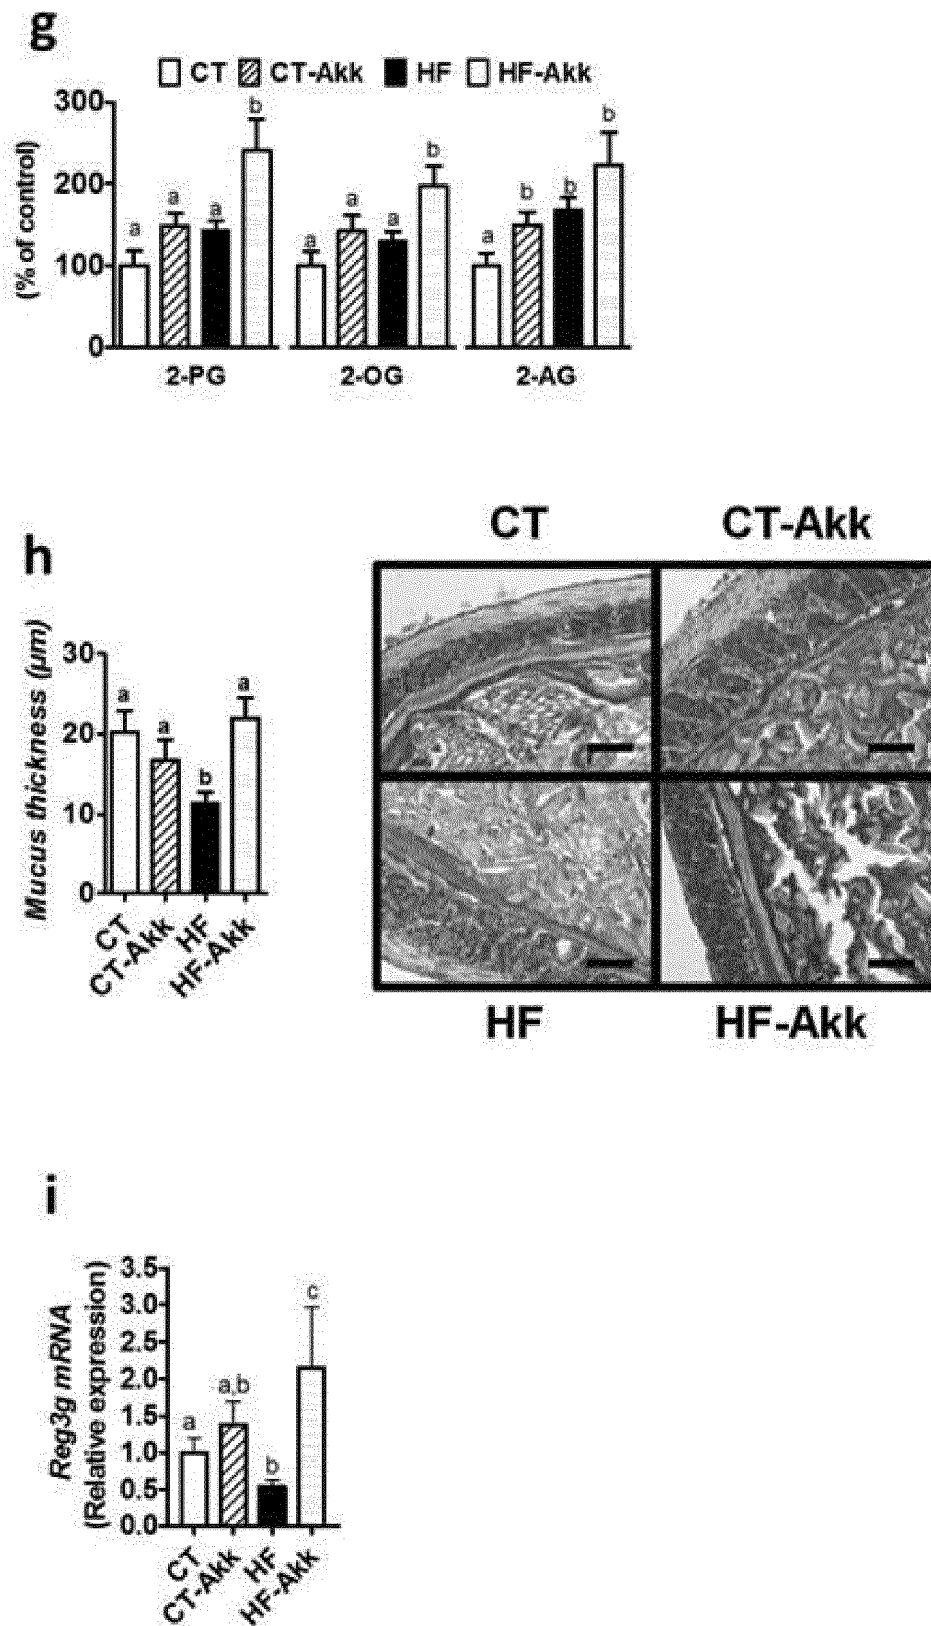 g
CT CT-Akk HF HF-Akk
(% of control)
300
200
100
0
a a a b
a a a b
a b b b
2-PG 2-OG 2-AG
h
CT CT-Akk
Mucus thickness (μm)
30
20
10
0
a a b a
CT CT-Akk HF HF-Akk
HF HF-Akk
i
Reg3g mRNA
(Relative expression)
3.5
3.0
2.5
2.0
1.5
1.0
0.5
0.0
a a,b b c
CT CT-Akk HF HF-Akk